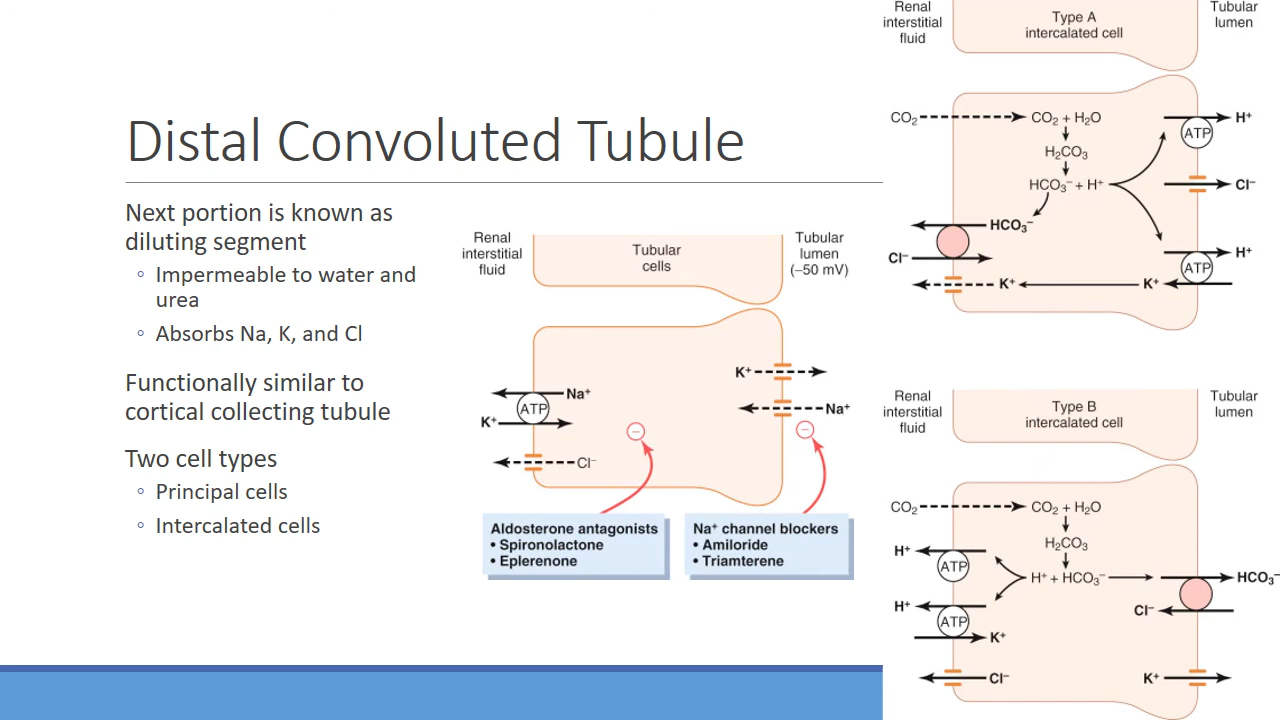 Distal Convoluted Tubule
Next portion is known as
diluting segment
◦ Impermeable to water and
urea
◦ Absorbs Na, K, and Cl
Functionally similar to
cortical collecting tubule
Two cell types
◦ Principal cells
◦ Intercalated cells
Renal
interstitial
fluid
Tubular
cells
Tubular
lumen
(–50 mV)
K⁺
Na⁺
Na⁺
ATP
K⁺
Cl⁻
Aldosterone antagonists
• Spironolactone
• Eplerenone
Na⁺ channel blockers
• Amiloride
• Triamterene
Renal
interstitial
fluid
Type A
intercalated cell
Tubular
lumen
CO₂
CO₂ + H₂O
H⁺
ATP
H₂CO₃
HCO₃⁻ + H⁺
Cl⁻
HCO₃⁻
Cl⁻
H⁺
ATP
K⁺
K⁺
Renal
interstitial
fluid
Type B
intercalated cell
Tubular
lumen
CO₂
CO₂ + H₂O
H₂CO₃
H⁺
ATP
H⁺ + HCO₃⁻
HCO₃⁻
H⁺
Cl⁻
ATP
K⁺
Cl⁻
K⁺